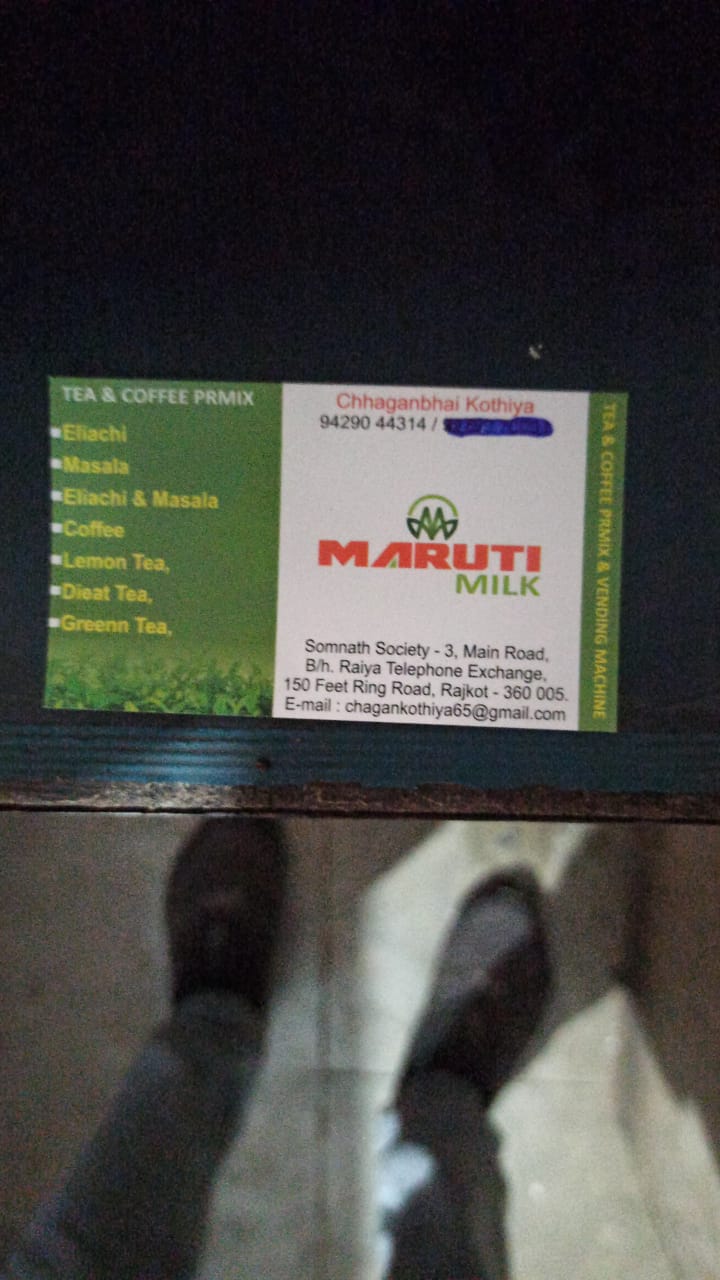 TEA & COFFEE PRMIX
Eliachi
Masala
Eliachi & Masala
Coffee
Lemon Tea,
Dieat Tea,
Greenn Tea,
Chhaganbhai Kothiya
94290 44314 /
MARUTI
MILK
Somnath Society - 3, Main Road,
B/h. Raiya Telephone Exchange,
150 Feet Ring Road, Rajkot - 360 005.
E-mail : chagankothiya65@gmail.com
TEA & COFFEE PRMIX & VENDING MACHINE